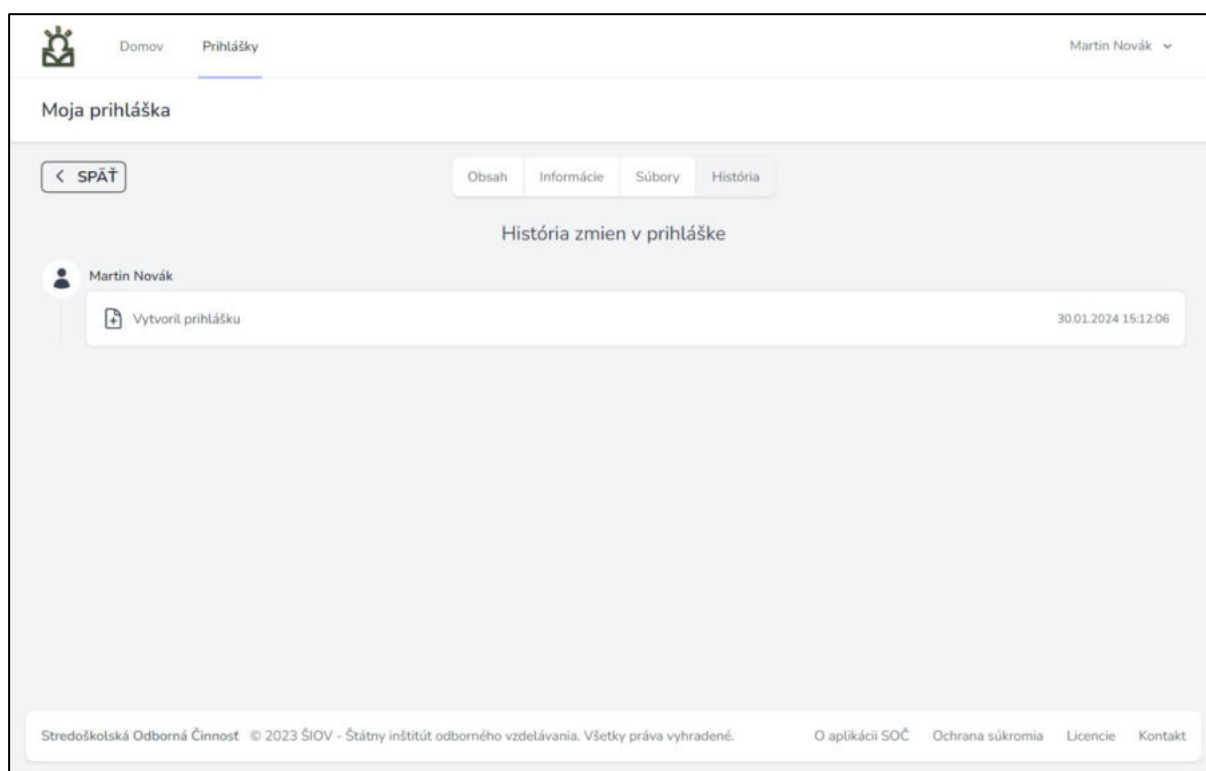 Domov Prihlášky Martin Novák
Moja prihláška
SPÄŤ Obsah Informácie Súbory História
História zmien v prihláške
Martin Novák
Vytvoril prihlášku 30.01.2024 15:12:06
Stredoškolská Odborná Činnosť © 2023 ŠIOV - Štátny inštitút odborného vzdelávania. Všetky práva vyhradené. O aplikácii SOČ Ochrana súkromia Licencie Kontakt